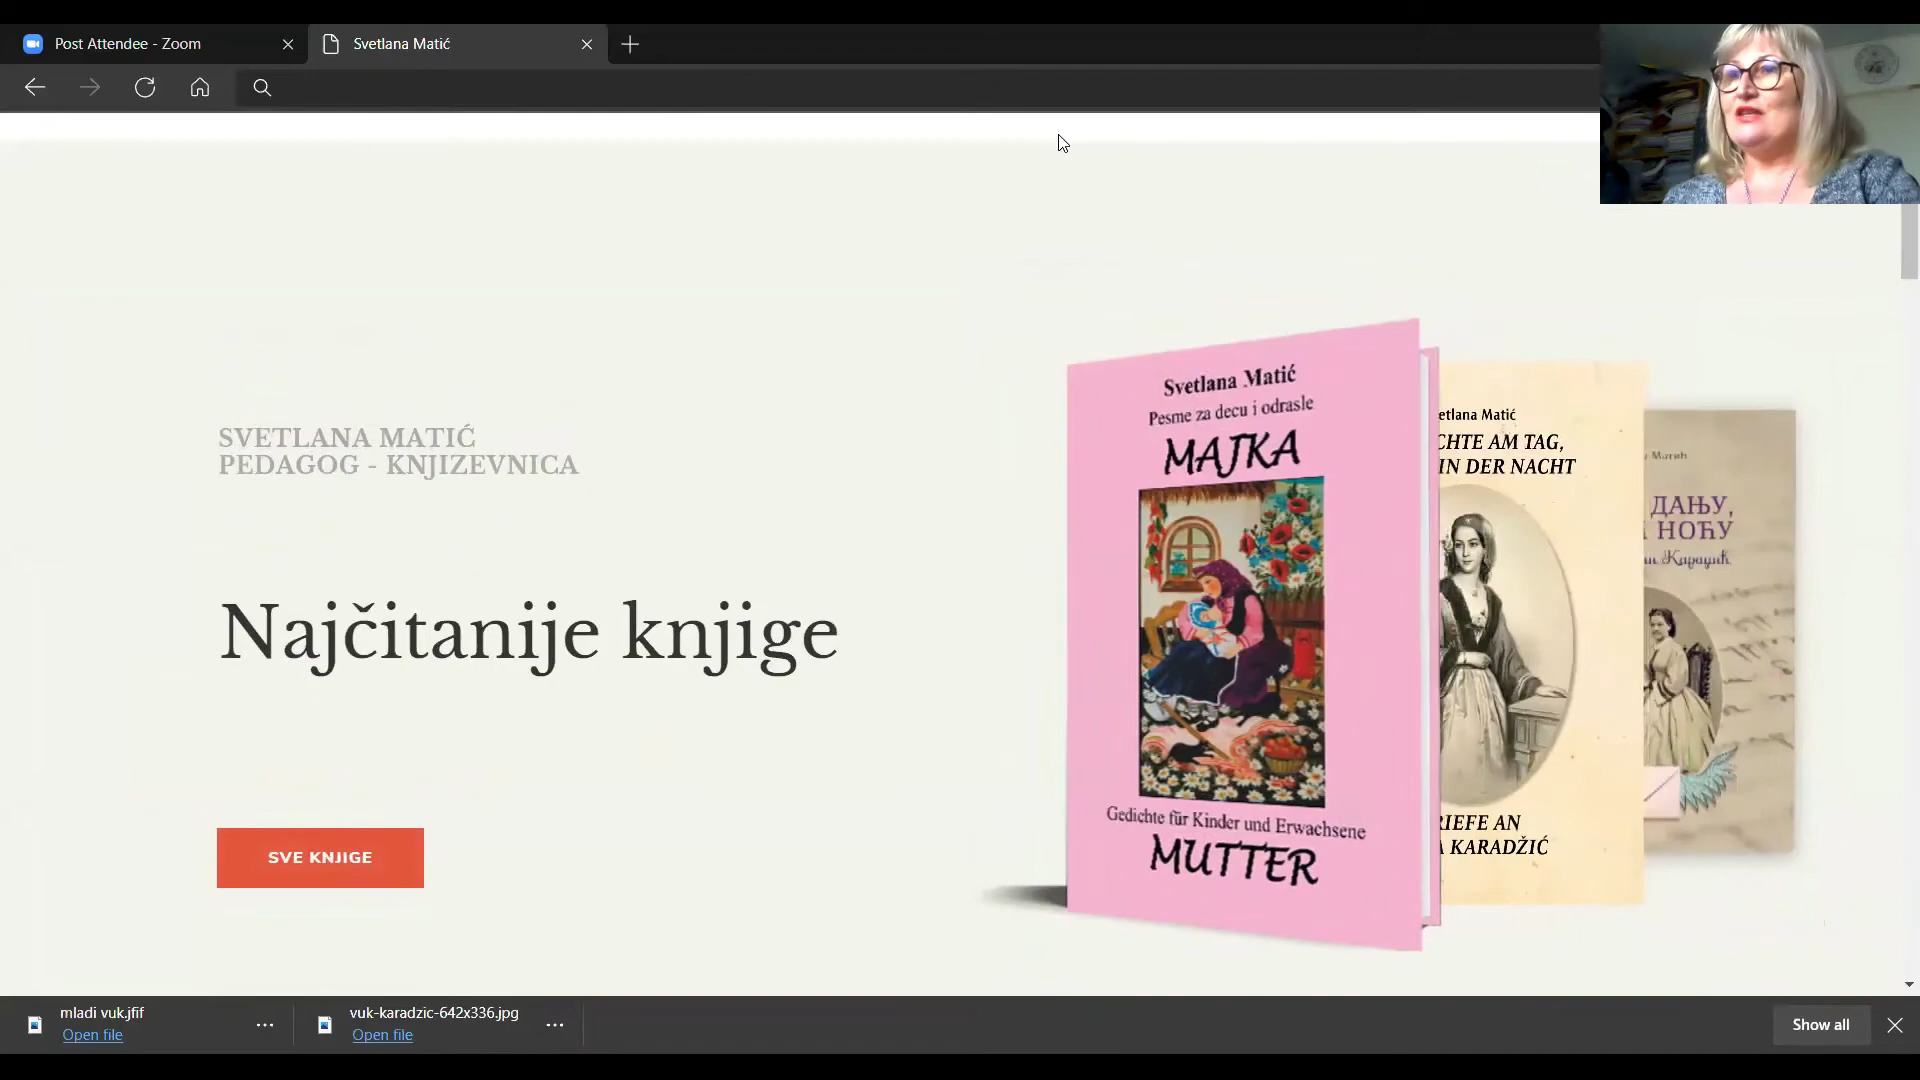 Post Attendee - Zoom
Svetlana Matić
SVETLANA MATIĆ
PEDAGOG - KNJIZEVNICA
Najčitanije knjige
SVE KNJIGE
Svetlana Matić
Pesme za decu i odrasle
MAJKA
Gedichte für Kinder und Erwachsene
MUTTER
etlana Matić
CHTE AM TAG,
IN DER NACHT
RIEFE AN
KARADŽIĆ
ДАЊУ,
НОЋУ
Караџић
mladi vuk.jfif
Open file
vuk-karadzic-642x336.jpg
Open file
Show all